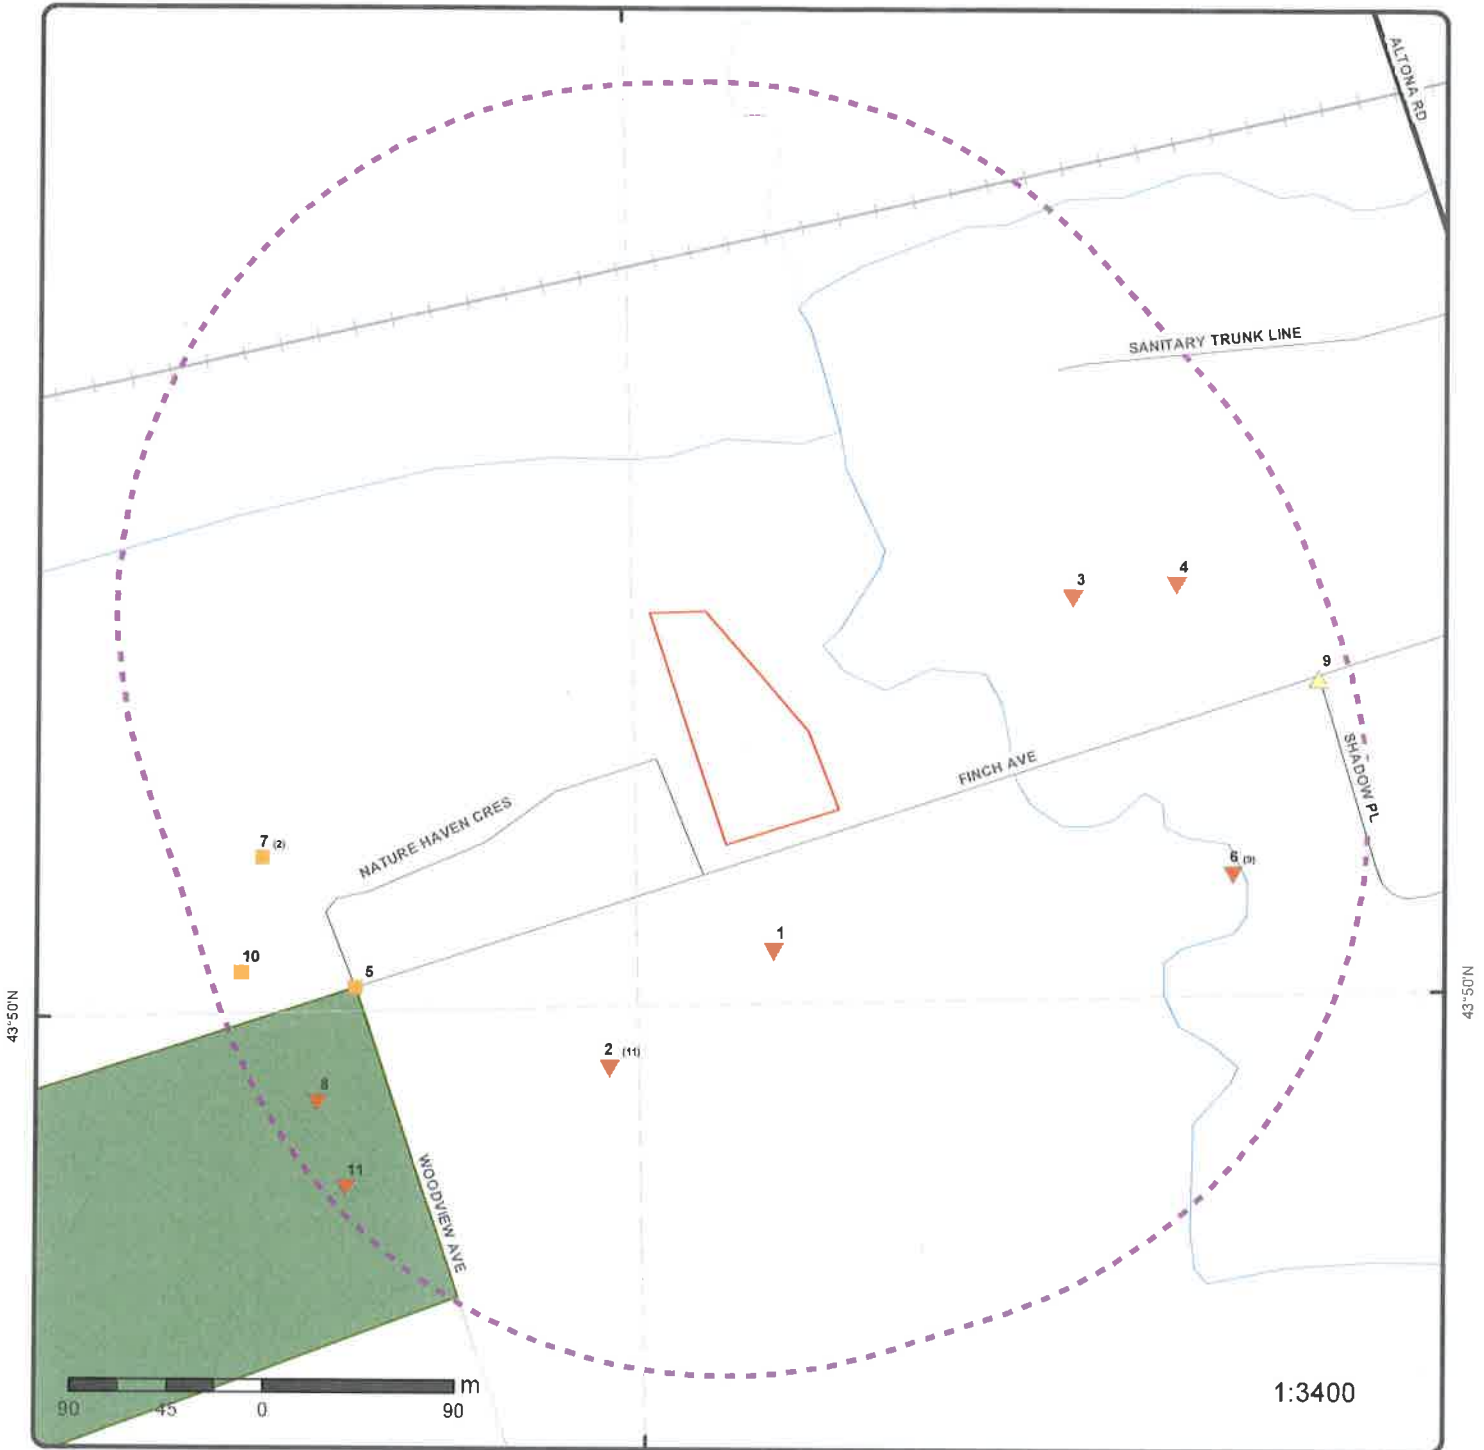 ALTONA RD
SANITARY TRUNK LINE
3
4
9
FINCH AVE
SHADOW PL
NATURE HAVEN CRES
7 (2)
6 (9)
1
10
5
43°50'N
43°50'N
2 (11)
8
11
WOODVIEW AVE
m
90 45 0 90
1:3400